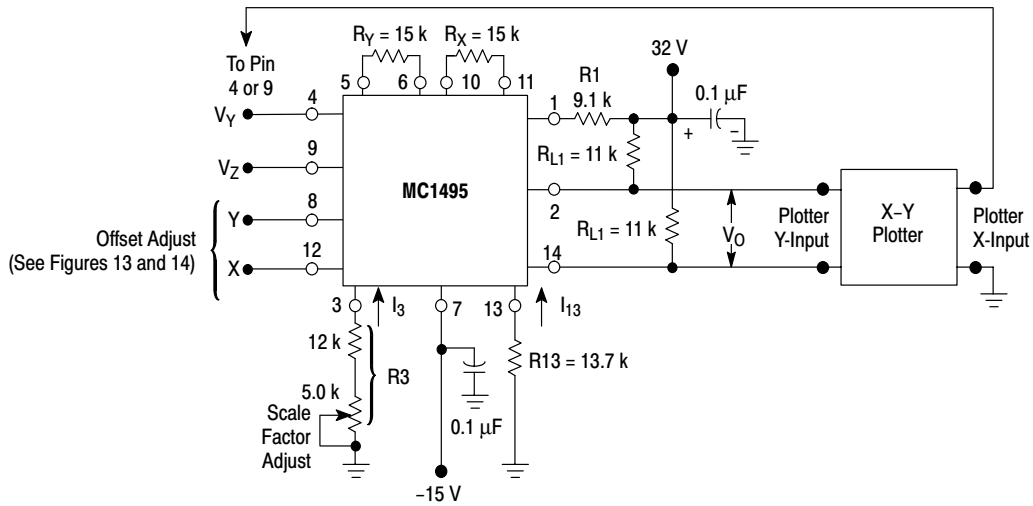 R_Y = 15 k
R_X = 15 k
32 V
To Pin
4 or 9
5
6
10
11
R1
9.1 k
0.1 μF
V_Y
4
1
+
–
R_L1 = 11 k
V_Z
9
MC1495
2
Y
8
Offset Adjust
(See Figures 13 and 14)
X
12
R_L1 = 11 k
V_O
Plotter
Y-Input
X–Y
Plotter
Plotter
X-Input
14
3
I_3
7
13
I_13
12 k
R3
R13 = 13.7 k
5.0 k
Scale
Factor
Adjust
0.1 μF
–15 V